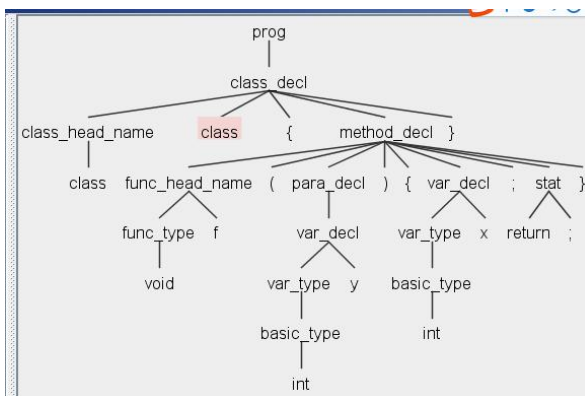 prog
class_decl
class_head_name class { method_decl }
class func_head_name ( para_decl ) { var_decl ; stat }
func_type f var_decl var_type x return ;
void var_type y basic_type
basic_type int
int